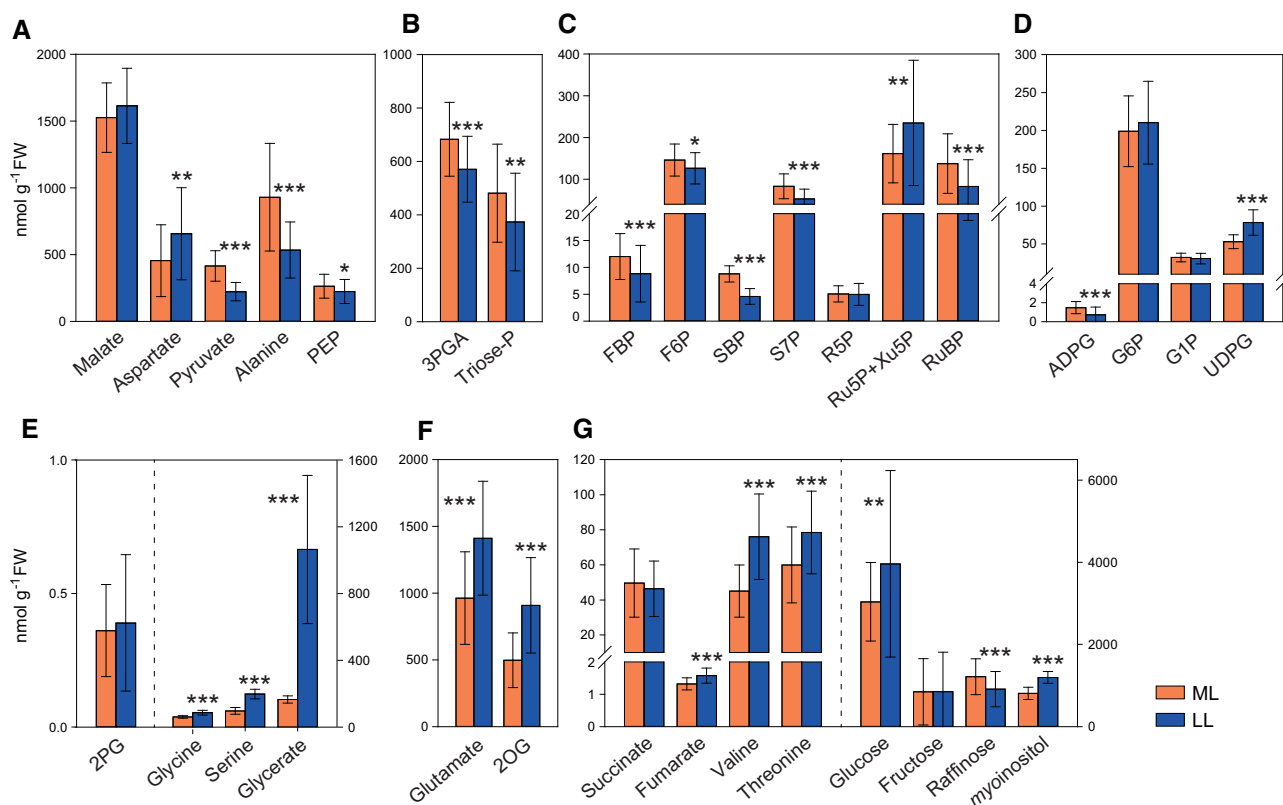 A
B
C
D
nmol g⁻¹ FW
2000
1500
1000
500
0
** *** *** *
Malate Aspartate Pyruvate Alanine PEP
1000
800
600
400
200
0
*** **
3PGA Triose-P
400
300
200
100
20
15
10
5
0
*** * *** *** ** ***
FBP F6P SBP S7P R5P Ru5P+Xu5P RuBP
300
250
200
150
100
50
4
2
0
*** ***
ADPG G6P G1P UDPG
E
F
G
nmol g⁻¹ FW
1.0
0.5
0.0
1600
1200
800
400
0
*** *** ***
2PG Glycine Serine Glycerate
2000
1500
1000
500
0
*** ***
Glutamate 2OG
120
100
80
60
40
20
2
1
0
6000
4000
2000
0
*** *** *** ** *** ***
Succinate Fumarate Valine Threonine Glucose Fructose Raffinose myoinositol
ML
LL